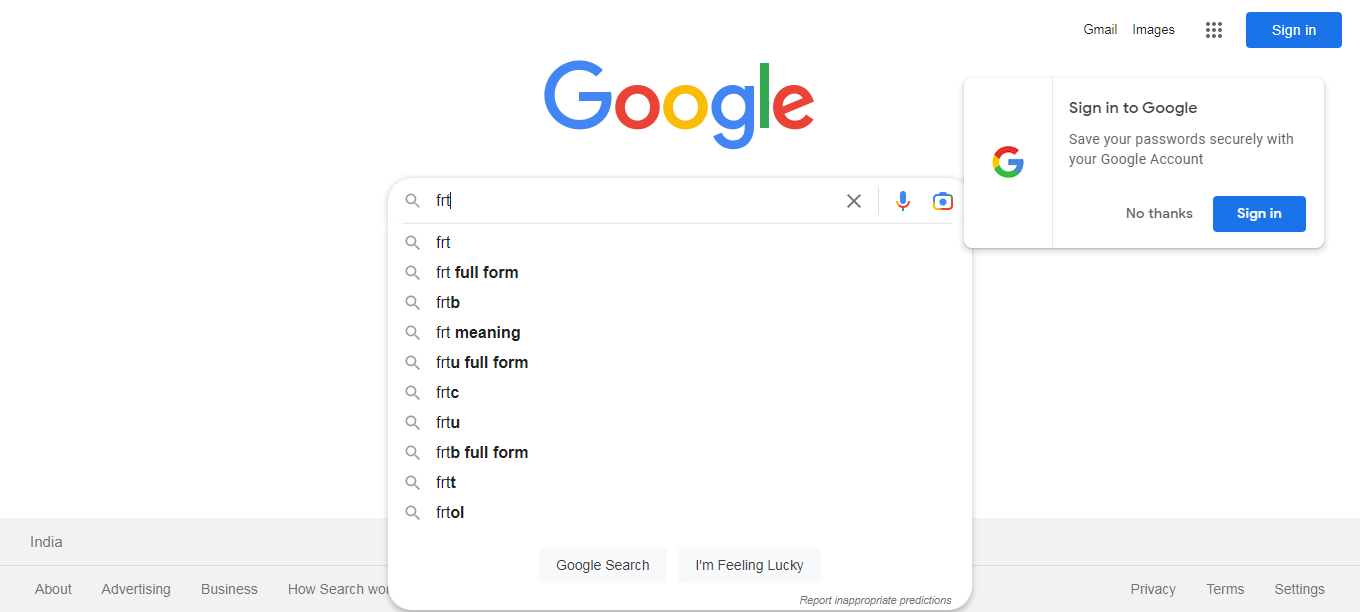 Gmail Images Sign in
Google
Sign in to Google
Save your passwords securely with
your Google Account
No thanks Sign in
frt
frt
frt full form
frtb
frt meaning
frtu full form
frtc
frtu
frtb full form
frtt
frtol
Google Search I'm Feeling Lucky
Report inappropriate predictions
India
About Advertising Business How Search wor
Privacy Terms Settings